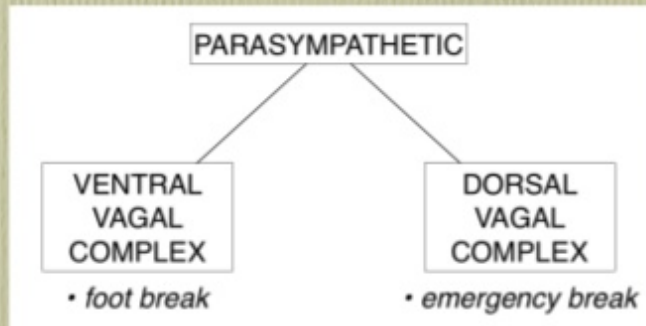 PARASYMPATHETIC
VENTRAL
VAGAL
COMPLEX
• foot break
DORSAL
VAGAL
COMPLEX
• emergency break